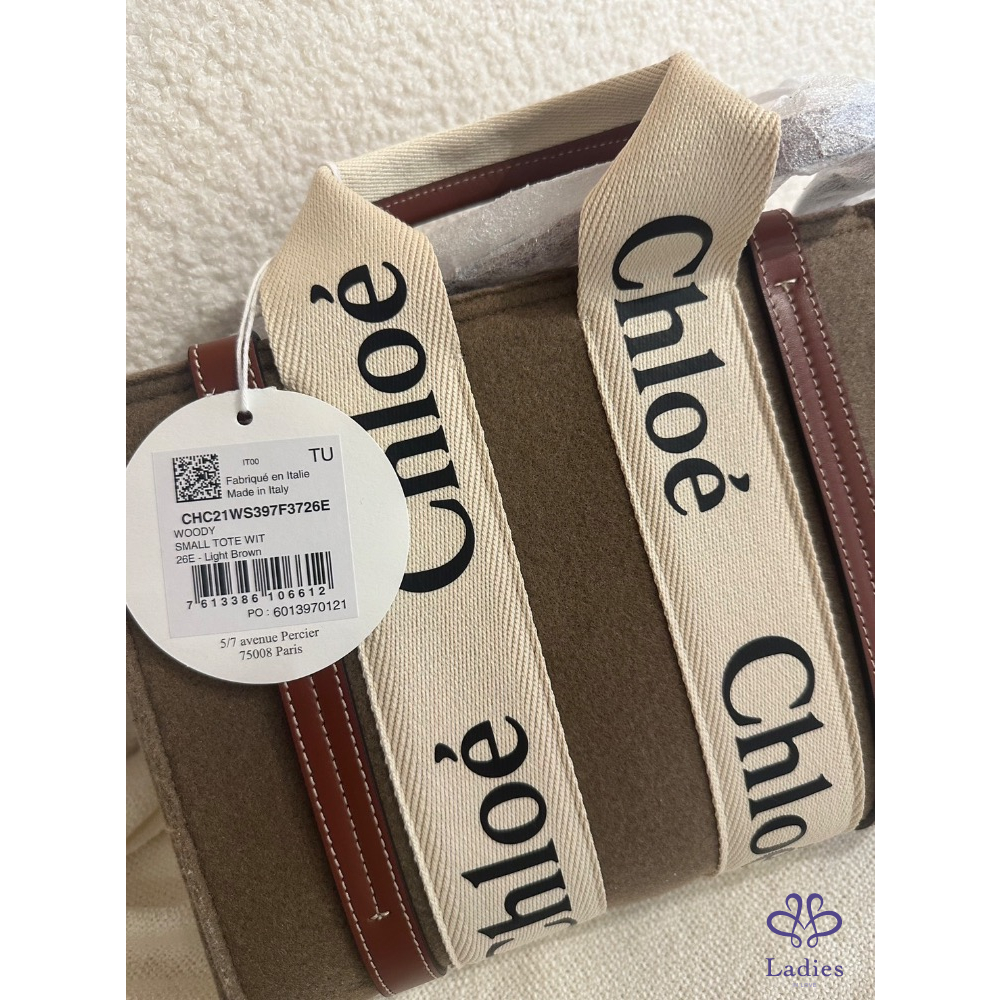 Chloé
Chloé
Chloé
Chlo
IT00
TU
Fabriqué en Italie
Made in Italy
CHC21WS397F3726E
WOODY
SMALL TOTE WIT
26E - Light Brown
7 613386 106612
PO : 6013970121
5/7 avenue Percier
75008 Paris
Ladies